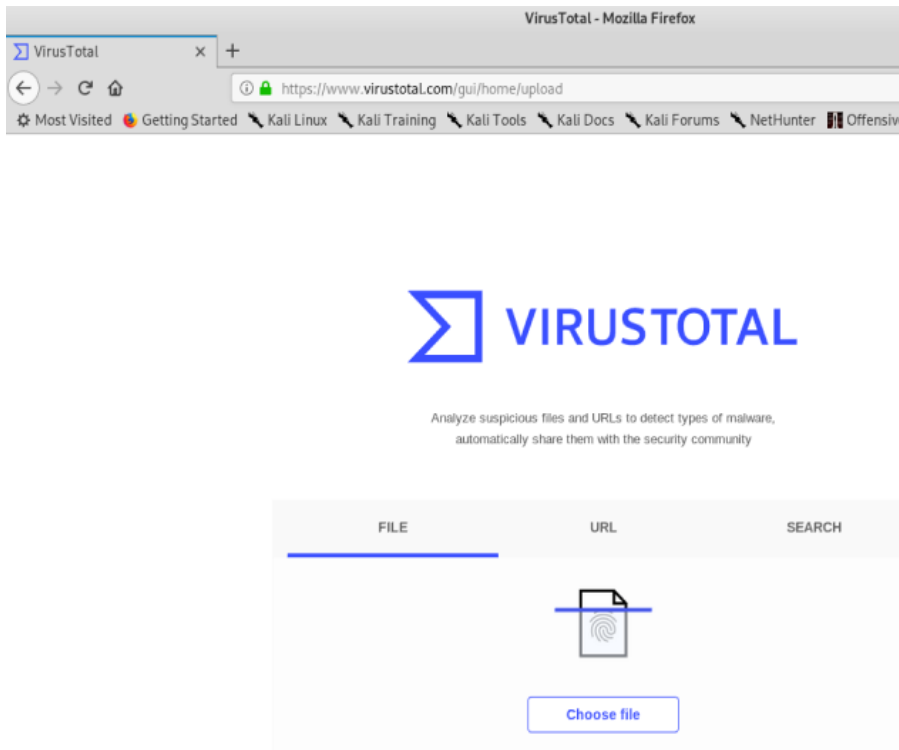 VirusTotal - Mozilla Firefox
VirusTotal
https://www.virustotal.com/gui/home/upload
Most Visited Getting Started Kali Linux Kali Training Kali Tools Kali Docs Kali Forums NetHunter Offensiv
VIRUSTOTAL
Analyze suspicious files and URLs to detect types of malware,
automatically share them with the security community
FILE URL SEARCH
Choose file